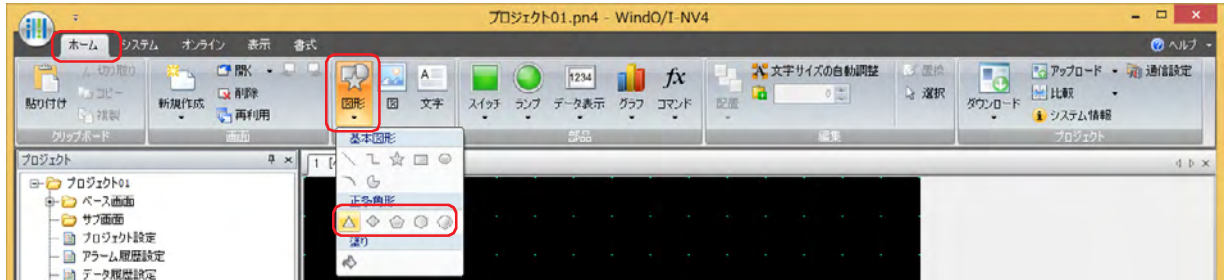 プロジェクト01.pn4 - WindO/I-NV4
ホーム システム オンライン 表示 書式 ヘルプ
切り取り 開く 図形 図 文字 スイッチ ランプ 1234 データ表示 グラフ fx コマンド 文字サイズの自動調整 置換 アップロード 通信設定
貼り付け コピー 新規作成 削除 配置 0 選択 ダウンロード 比較
複製 再利用 システム情報
クリップボード 画面 部品 編集 プロジェクト
プロジェクト
基本図形
プロジェクト01
ベース画面
正多角形
サブ画面
プロジェクト設定
塗り
アラーム履歴設定
データ履歴設定